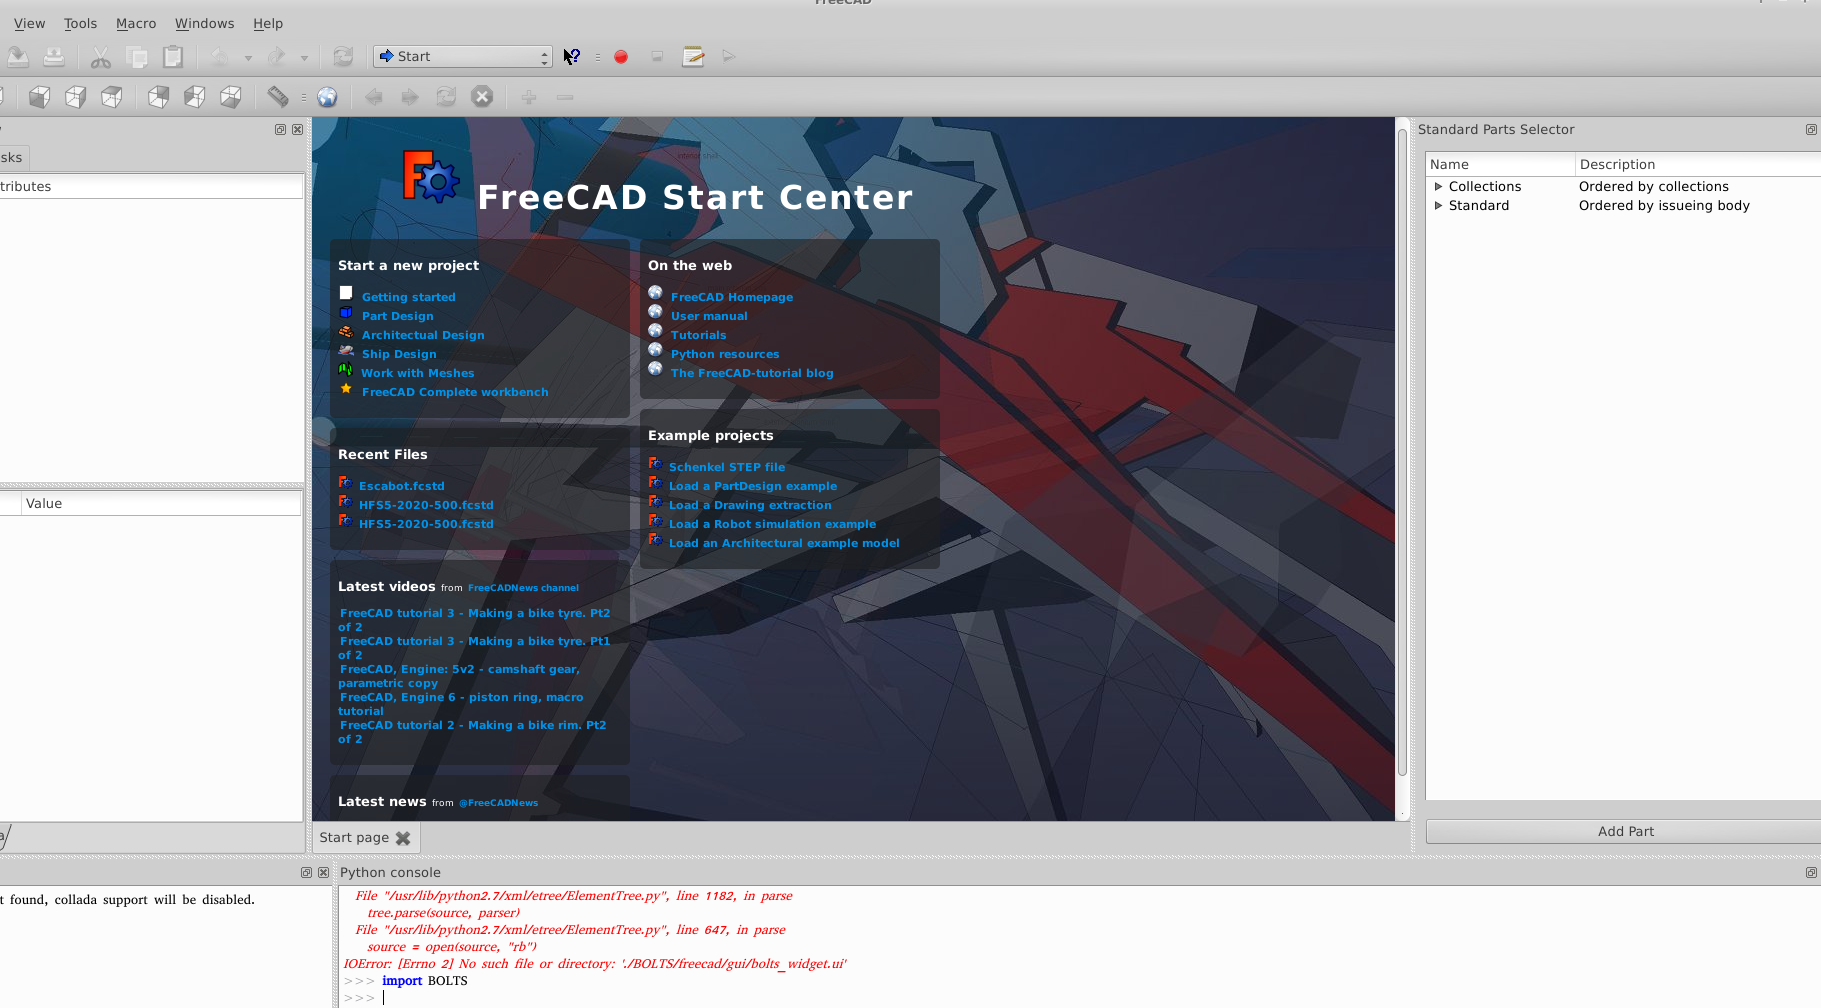 FreeCAD
View Tools Macro Windows Help
Start
sks
tributes
Value
FreeCAD Start Center
Start a new project
Getting started
Part Design
Architectual Design
Ship Design
Work with Meshes
FreeCAD Complete workbench
Recent Files
Escabot.fcstd
HFS5-2020-500.fcstd
HFS5-2020-500.fcstd
Latest videos from FreeCADNews channel
FreeCAD tutorial 3 - Making a bike tyre. Pt2
of 2
FreeCAD tutorial 3 - Making a bike tyre. Pt1
of 2
FreeCAD, Engine: 5v2 - camshaft gear,
parametric copy
FreeCAD, Engine 6 - piston ring, macro
tutorial
FreeCAD tutorial 2 - Making a bike rim. Pt2
of 2
Latest news from @FreeCADNews
On the web
FreeCAD Homepage
User manual
Tutorials
Python resources
The FreeCAD-tutorial blog
Example projects
Schenkel STEP file
Load a PartDesign example
Load a Drawing extraction
Load a Robot simulation example
Load an Architectural example model
Start page
Standard Parts Selector
Name Description
Collections Ordered by collections
Standard Ordered by issueing body
Add Part
t found, collada support will be disabled.
Python console
File "/usr/lib/python2.7/xml/etree/ElementTree.py", line 1182, in parse
tree.parse(source, parser)
File "/usr/lib/python2.7/xml/etree/ElementTree.py", line 647, in parse
source = open(source, "rb")
IOError: [Errno 2] No such file or directory: './BOLTS/freecad/gui/bolts_widget.ui'
>>> import BOLTS
>>>